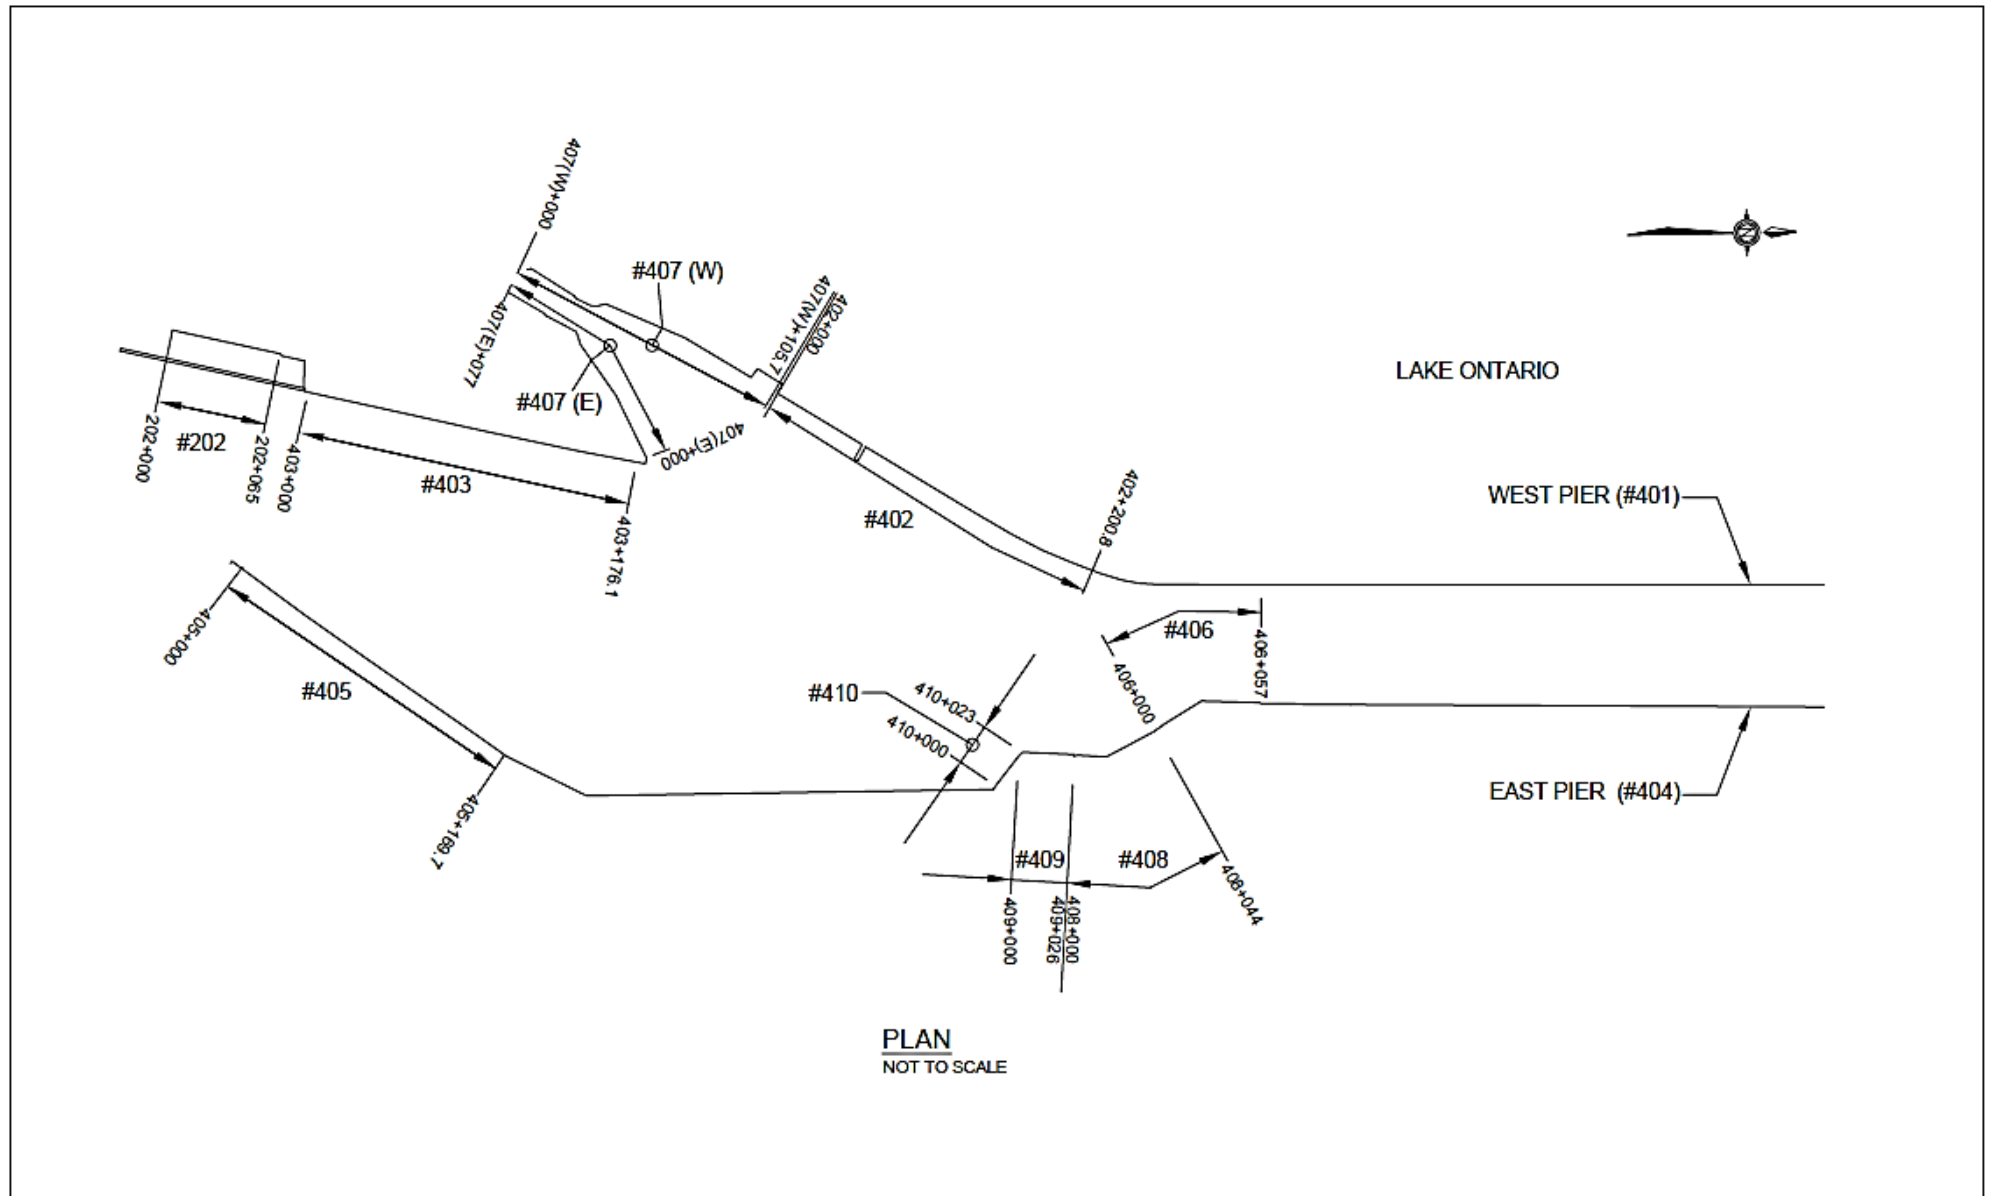 407(W)+000
#407 (W)
407(W)+105.7
402+000
407(E)+077
#407 (E)
407(E)+000
LAKE ONTARIO
202+000
#202
202+065
403+000
#403
403+176.1
#402
402+200.8
WEST PIER (#401)
405+000
#405
405+169.7
#406
406+000
406+057
#410
410+023
410+000
EAST PIER (#404)
#409
#408
409+000
409+026
408+000
408+044
N
PLAN
NOT TO SCALE